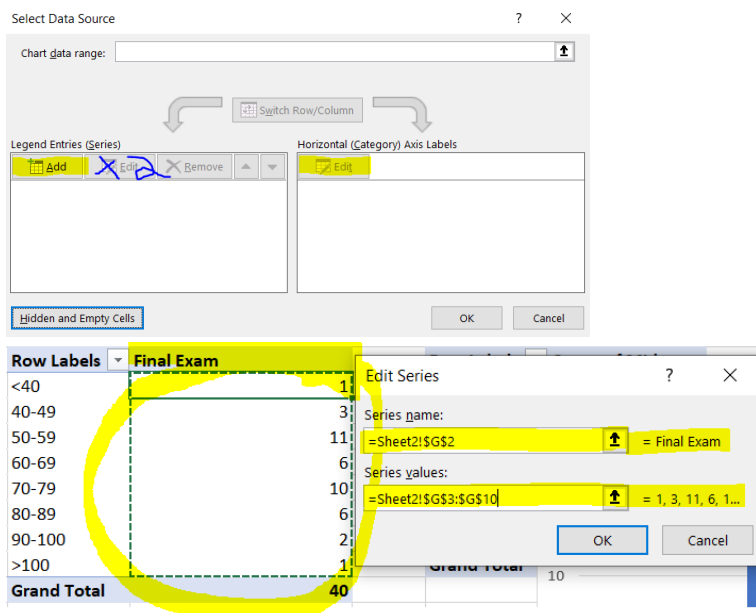 Select Data Source ? ×
Chart data range:
Switch Row/Column
Legend Entries (Series) Horizontal (Category) Axis Labels
Add Edit Remove Edit
x2
Hidden and Empty Cells OK Cancel
Row Labels Final Exam
<40 1
40-49 3
50-59 11
60-69 6
70-79 10
80-89 6
90-100 2
>100 1
Grand Total 40
Edit Series ? ×
Series name:
=Sheet2!$G$2 = Final Exam
Series values:
=Sheet2!$G$3:$G$10 = 1, 3, 11, 6, 1...
OK Cancel
Grand Total
10